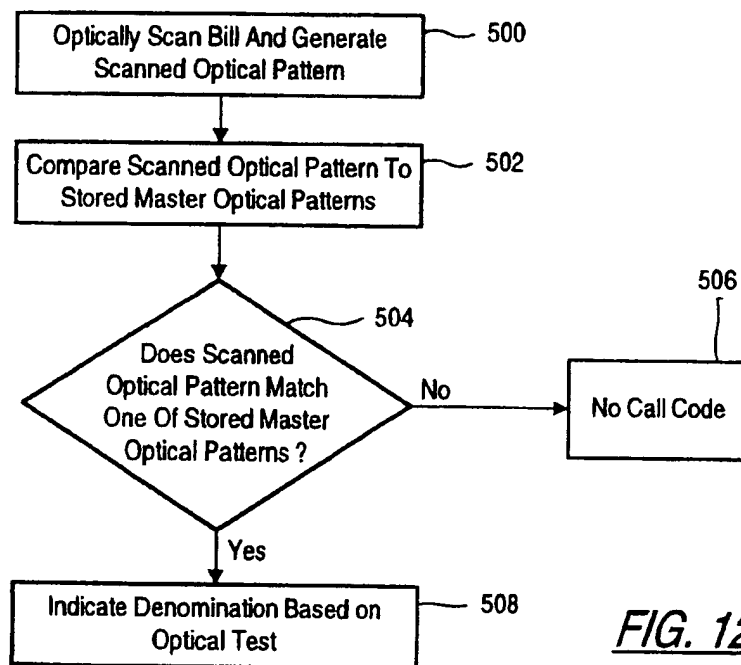 Optically Scan Bill And Generate
Scanned Optical Pattern
500
Compare Scanned Optical Pattern To
Stored Master Optical Patterns
502
504
Does Scanned
Optical Pattern Match
One Of Stored Master
Optical Patterns ?
No
506
No Call Code
Yes
Indicate Denomination Based on
Optical Test
508
FIG. 12